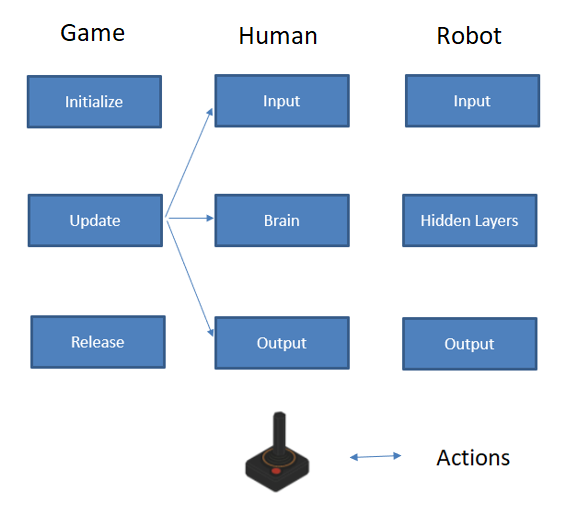 Game
Human
Robot
Initialize
Input
Input
Update
Brain
Hidden Layers
Release
Output
Output
Actions